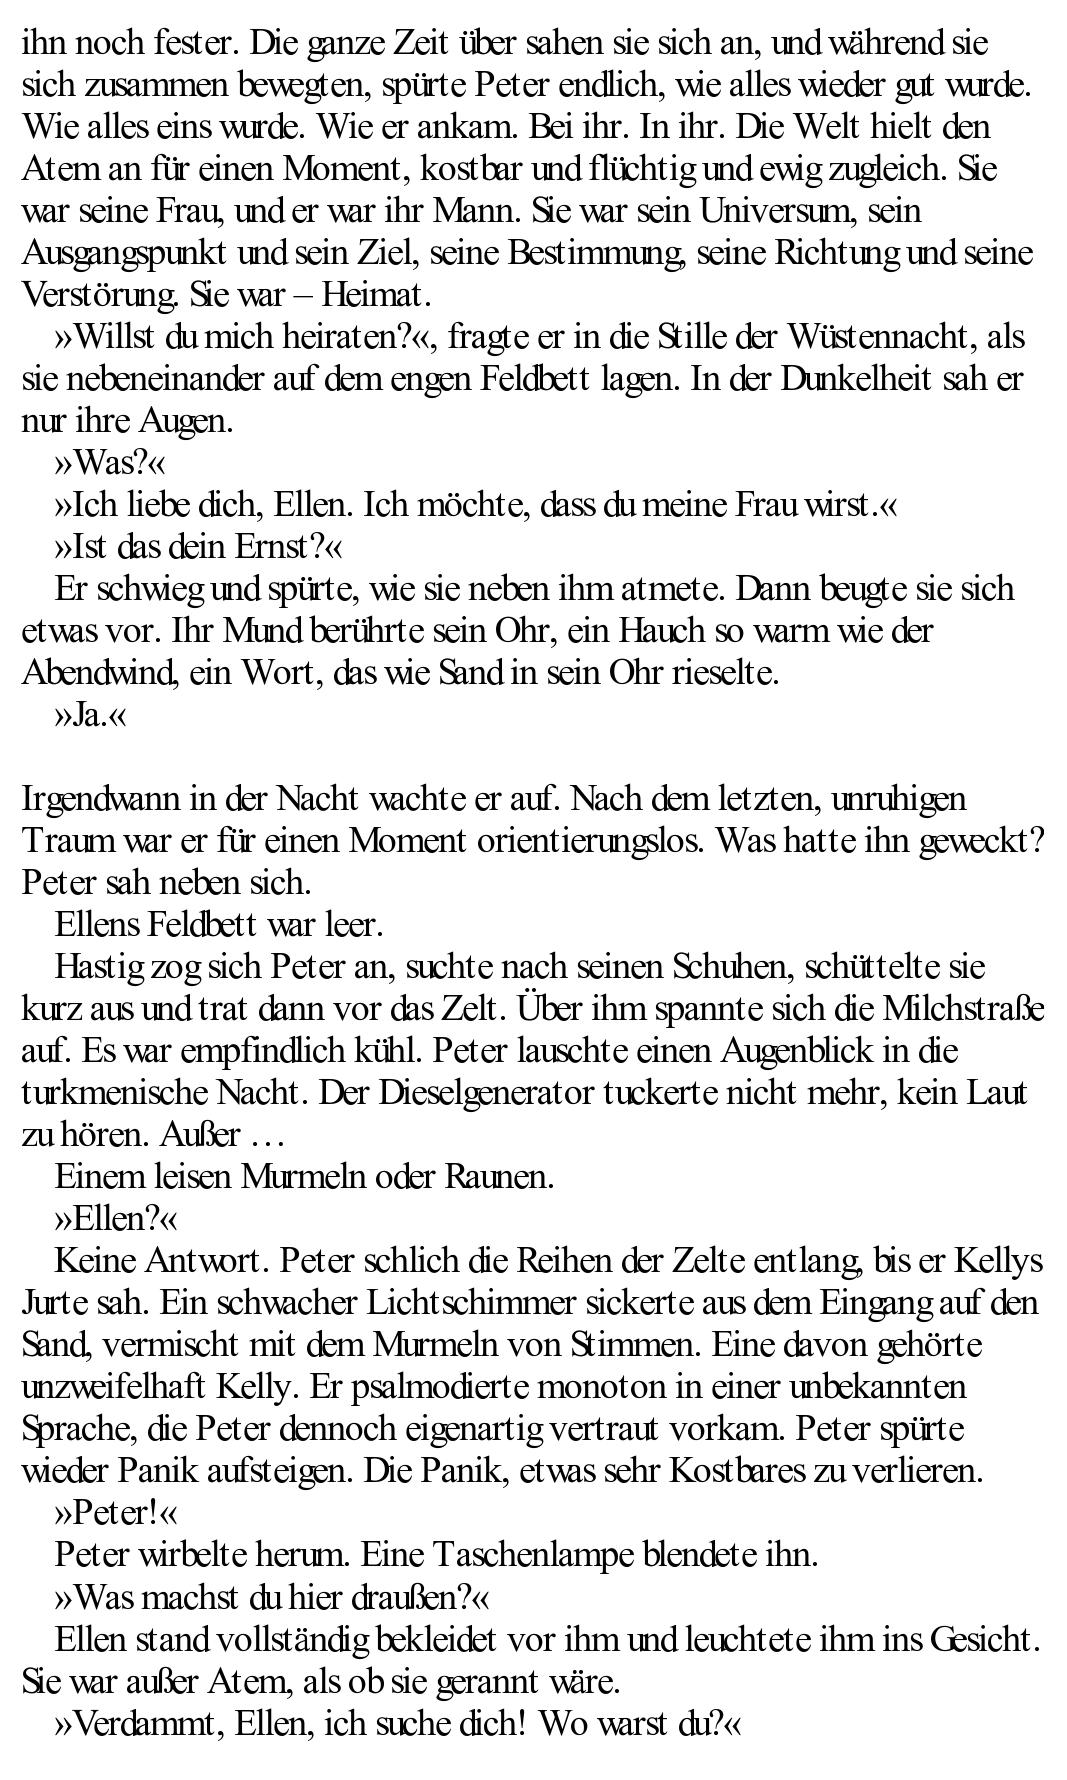 ihn noch fester. Die ganze Zeit über sahen sie sich an, und während sie
sich zusammen bewegten, spürte Peter endlich, wie alles wieder gut wurde.
Wie alles eins wurde. Wie er ankam. Bei ihr. In ihr. Die Welt hielt den
Atem an für einen Moment, kostbar und flüchtig und ewig zugleich. Sie
war seine Frau, und er war ihr Mann. Sie war sein Universum, sein
Ausgangspunkt und sein Ziel, seine Bestimmung, seine Richtung und seine
Verstörung. Sie war – Heimat.
»Willst du mich heiraten?«, fragte er in die Stille der Wüstennacht, als
sie nebeneinander auf dem engen Feldbett lagen. In der Dunkelheit sah er
nur ihre Augen.
»Was?«
»Ich liebe dich, Ellen. Ich möchte, dass du meine Frau wirst.«
»Ist das dein Ernst?«
Er schwieg und spürte, wie sie neben ihm atmete. Dann beugte sie sich
etwas vor. Ihr Mund berührte sein Ohr, ein Hauch so warm wie der
Abendwind, ein Wort, das wie Sand in sein Ohr rieselte.
»Ja.«
Irgendwann in der Nacht wachte er auf. Nach dem letzten, unruhigen
Traum war er für einen Moment orientierungslos. Was hatte ihn geweckt?
Peter sah neben sich.
Ellens Feldbett war leer.
Hastig zog sich Peter an, suchte nach seinen Schuhen, schüttelte sie
kurz aus und trat dann vor das Zelt. Über ihm spannte sich die Milchstraße
auf. Es war empfindlich kühl. Peter lauschte einen Augenblick in die
turkmenische Nacht. Der Dieselgenerator tuckerte nicht mehr, kein Laut
zu hören. Außer …
Einem leisen Murmeln oder Raunen.
»Ellen?«
Keine Antwort. Peter schlich die Reihen der Zelte entlang, bis er Kellys
Jurte sah. Ein schwacher Lichtschimmer sickerte aus dem Eingang auf den
Sand, vermischt mit dem Murmeln von Stimmen. Eine davon gehörte
unzweifelhaft Kelly. Er psalmodierte monoton in einer unbekannten
Sprache, die Peter dennoch eigenartig vertraut vorkam. Peter spürte
wieder Panik aufsteigen. Die Panik, etwas sehr Kostbares zu verlieren.
»Peter!«
Peter wirbelte herum. Eine Taschenlampe blendete ihn.
»Was machst du hier draußen?«
Ellen stand vollständig bekleidet vor ihm und leuchtete ihm ins Gesicht.
Sie war außer Atem, als ob sie gerannt wäre.
»Verdammt, Ellen, ich suche dich! Wo warst du?«